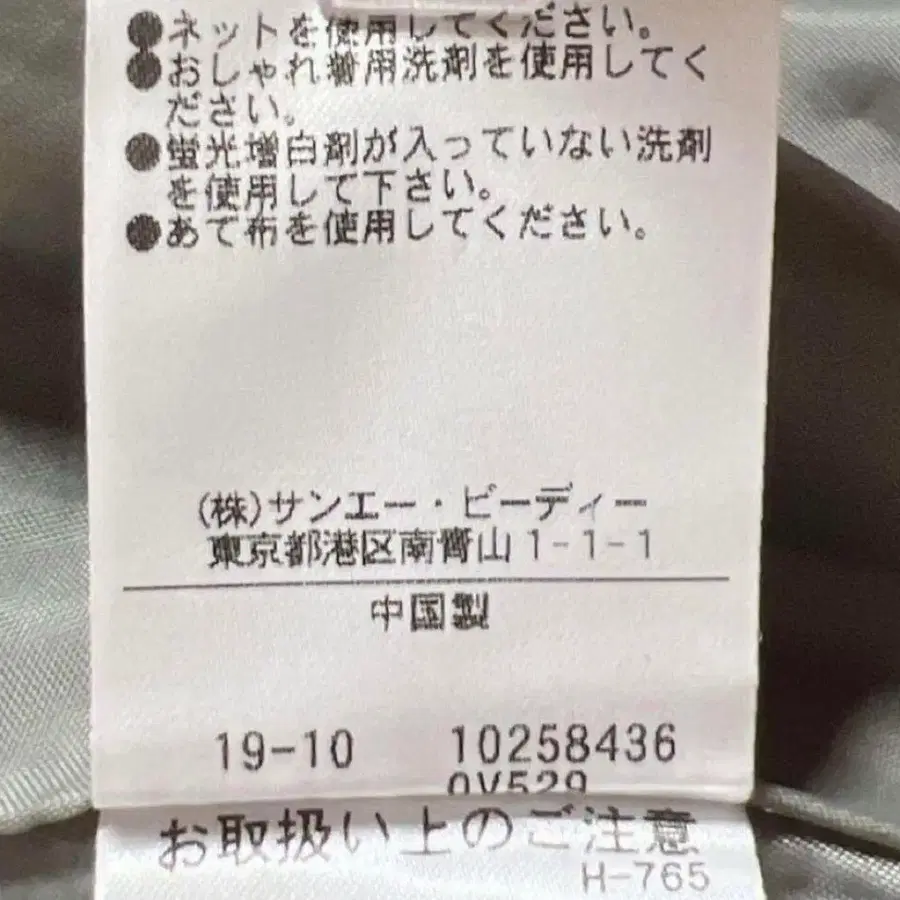 ●ネットを使用してください。
●おしゃれ着用洗剤を使用してく
ださい。
●蛍光増白剤が入っていない洗剤
を使用して下さい。
●あて布を使用してください。
(株)サンエー・ビーディー
東京都港区南青山1-1-1
中国製
19-10 10258436
0V529
お取扱い上のご注意
H-765